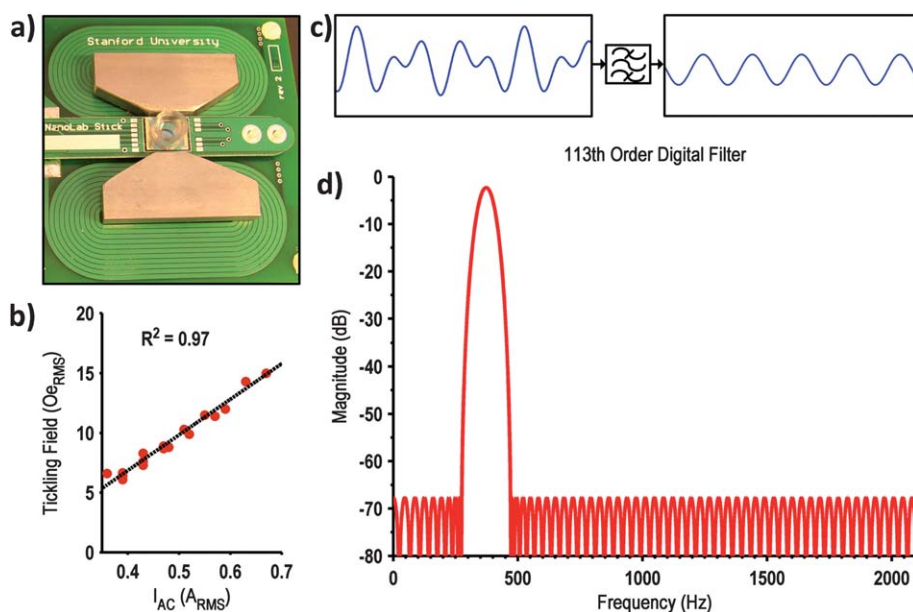 a)
Stanford University
rev 2
NanoLab Stick
b)
20
15
10
5
0
Tickling Field (Oe_RMS)
R² = 0.97
0.4 0.5 0.6 0.7
I_AC (A_RMS)
c)
113th Order Digital Filter
d)
0
-10
-20
-30
-40
-50
-60
-70
-80
Magnitude (dB)
0 500 1000 1500 2000
Frequency (Hz)